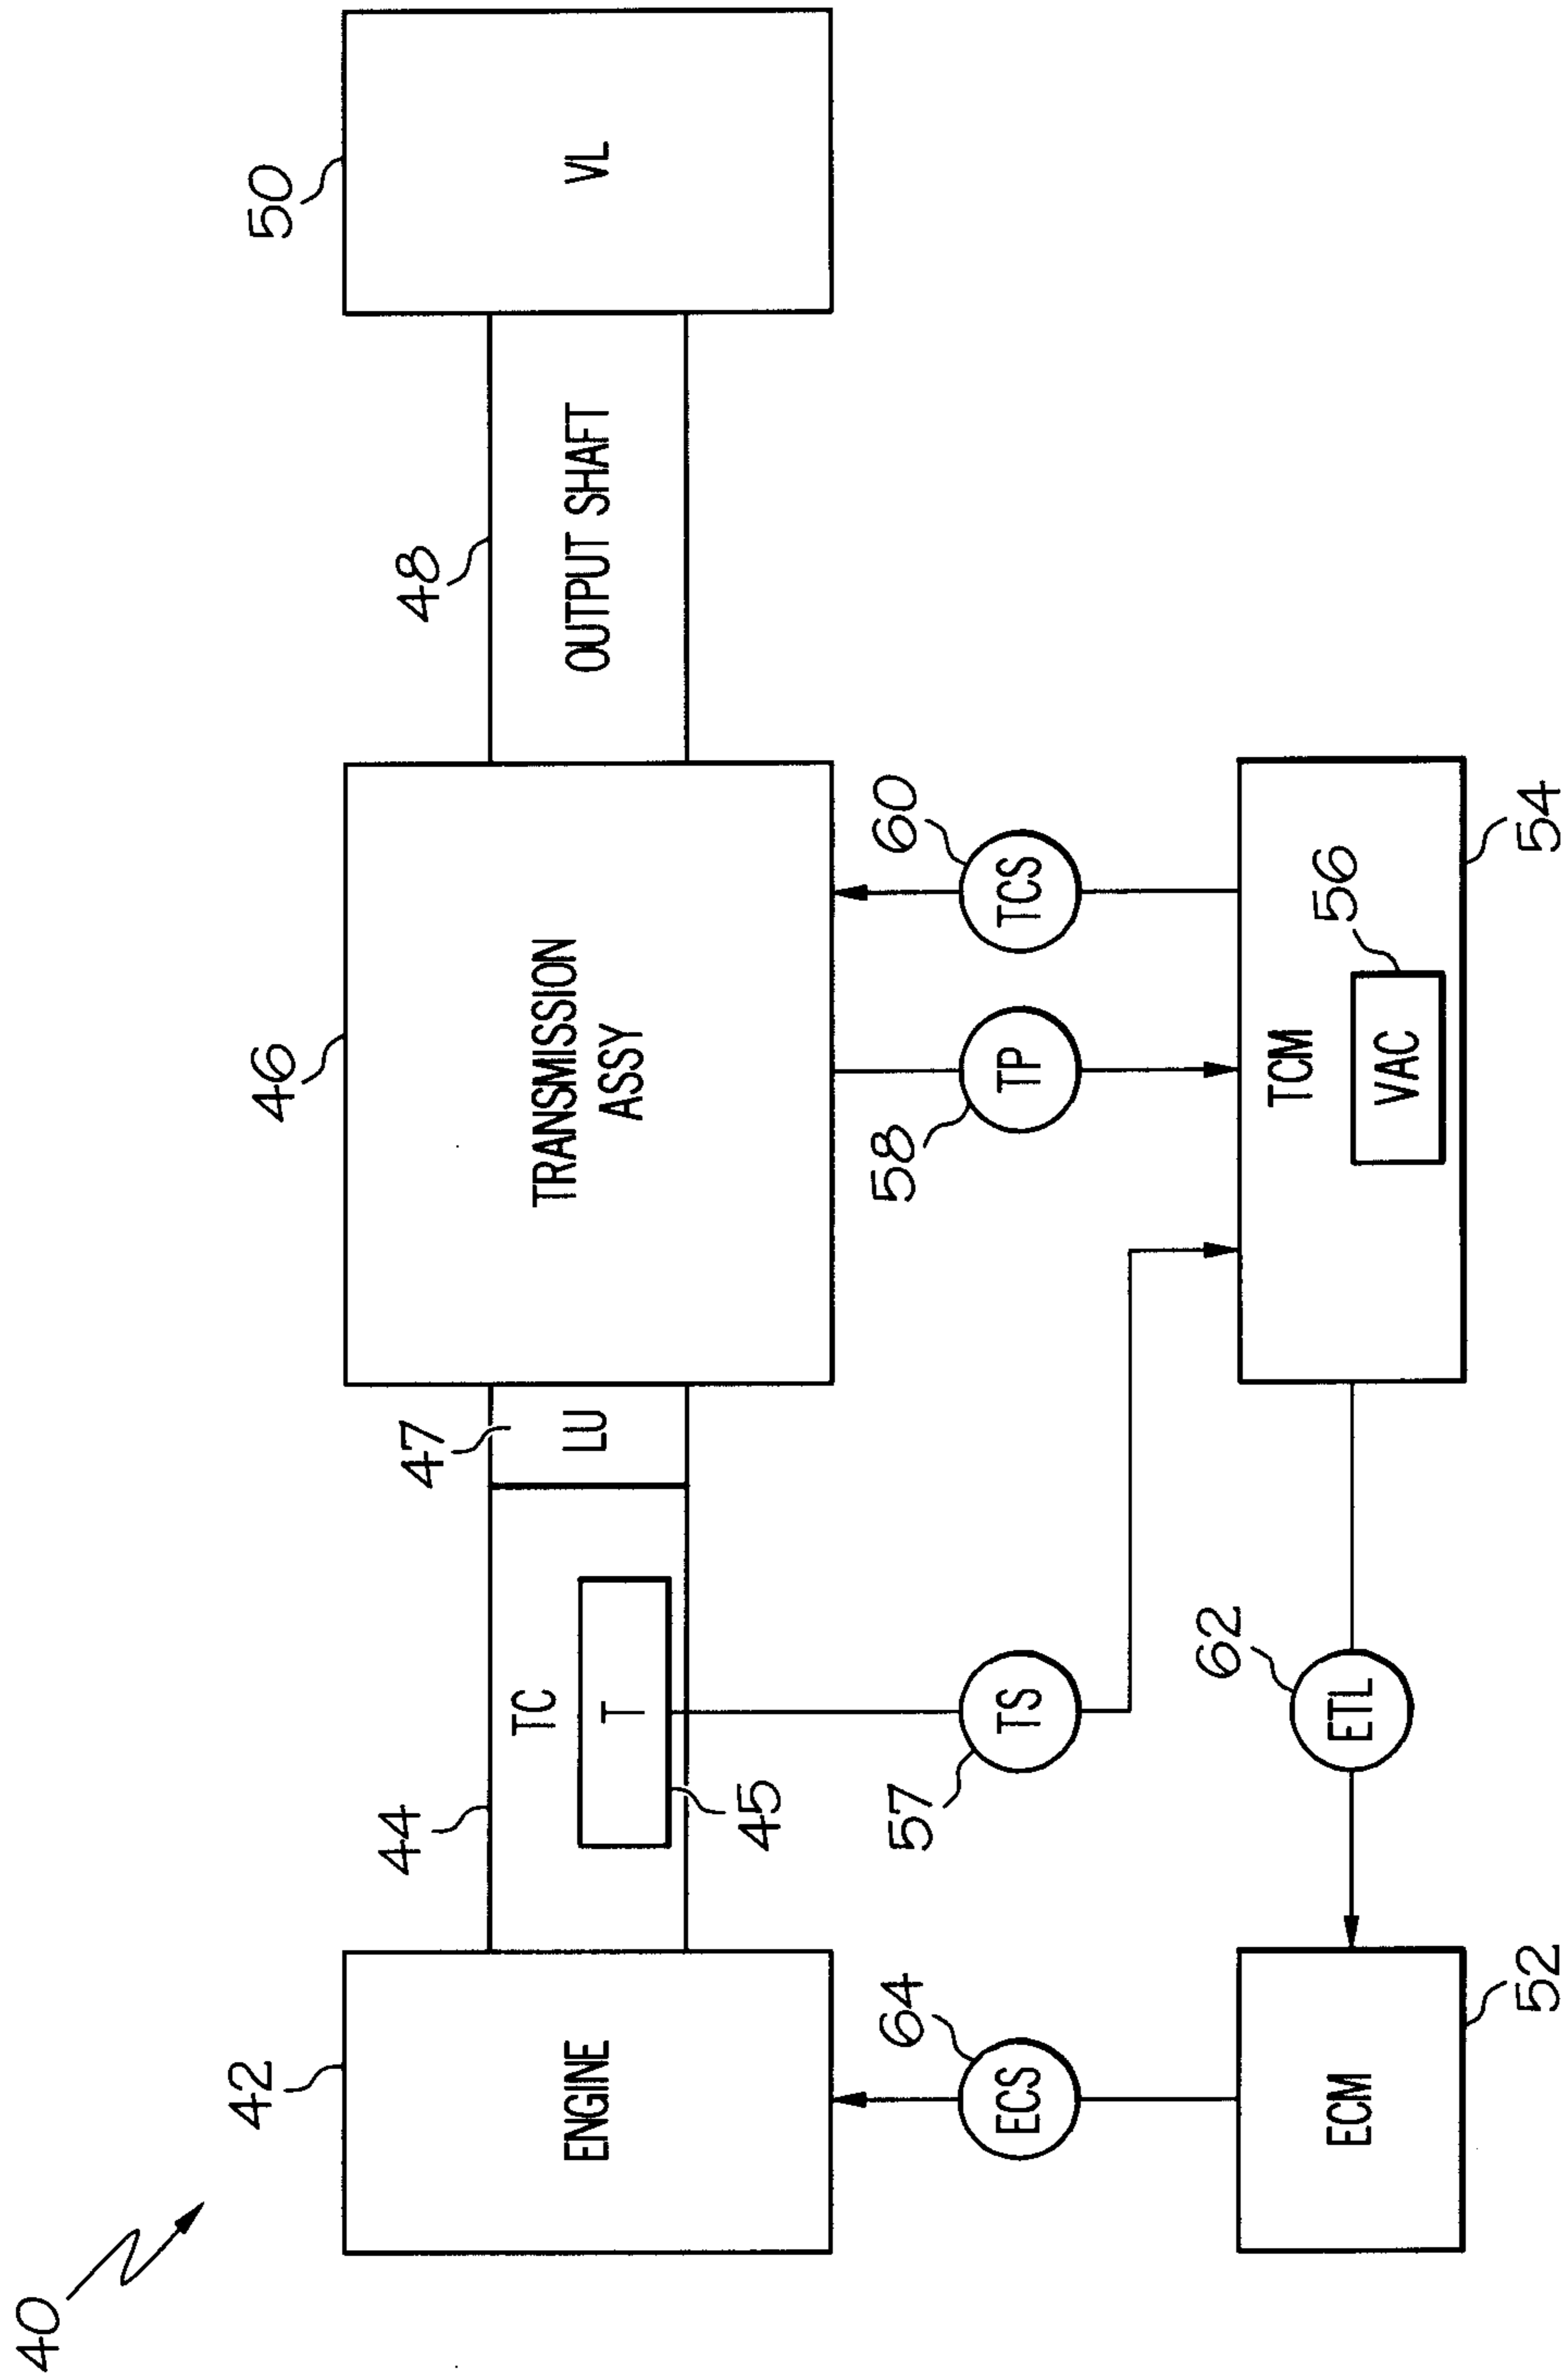 40
42
44
47
46
48
50
ENGINE
TC
T
45
LU
TRANSMISSION
ASSY
OUTPUT SHAFT
VL
64
ECS
57
TS
58
TP
60
TCS
62
ETL
ECM
52
TCM
56
VAC
54